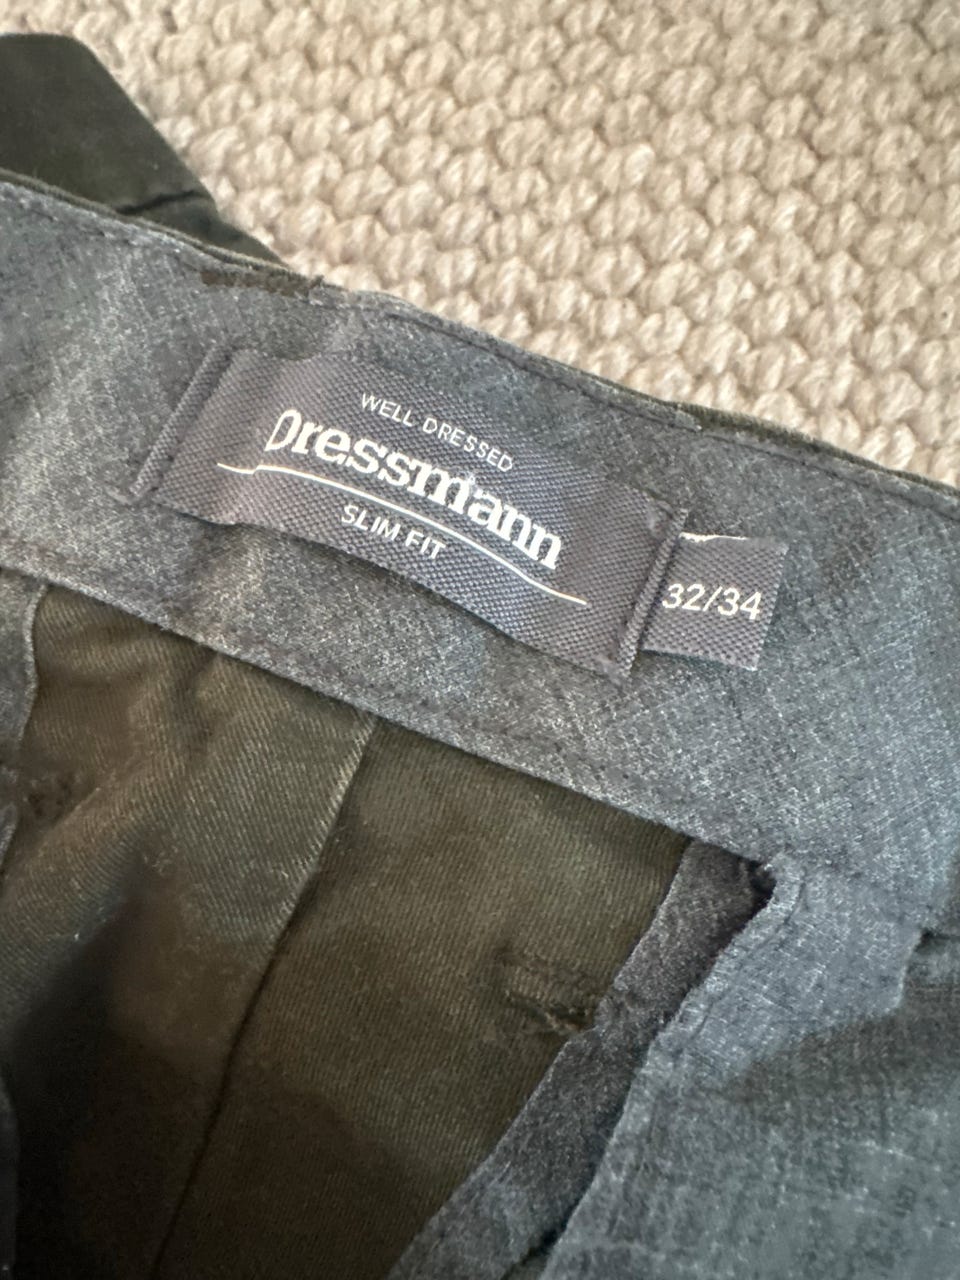 WELL DRESSED
Dressmann
SLIM FIT
32/34